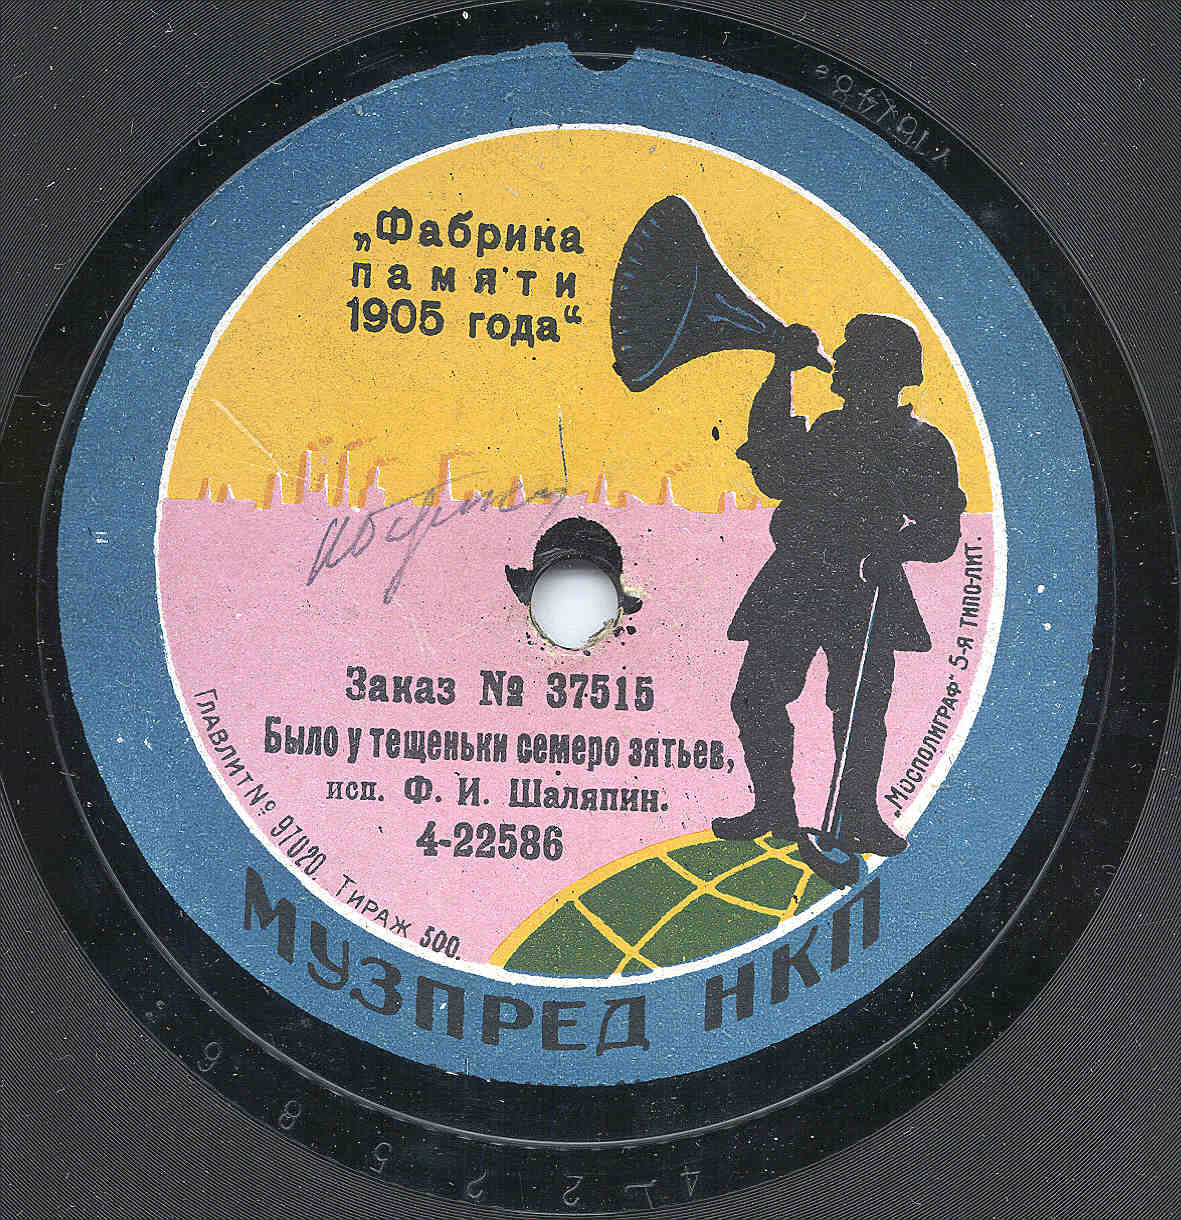 „Фабрика
памяти
1905 года“
Заказ № 37515
Было у тещеньки семеро зятьев,
исп. Ф. И. Шаляпин.
4-22586
Главлит № 97020. Тираж 500.
„Мосполиграф“ 5-я типо-лит.
МУЗПРЕД НКП
4-22586